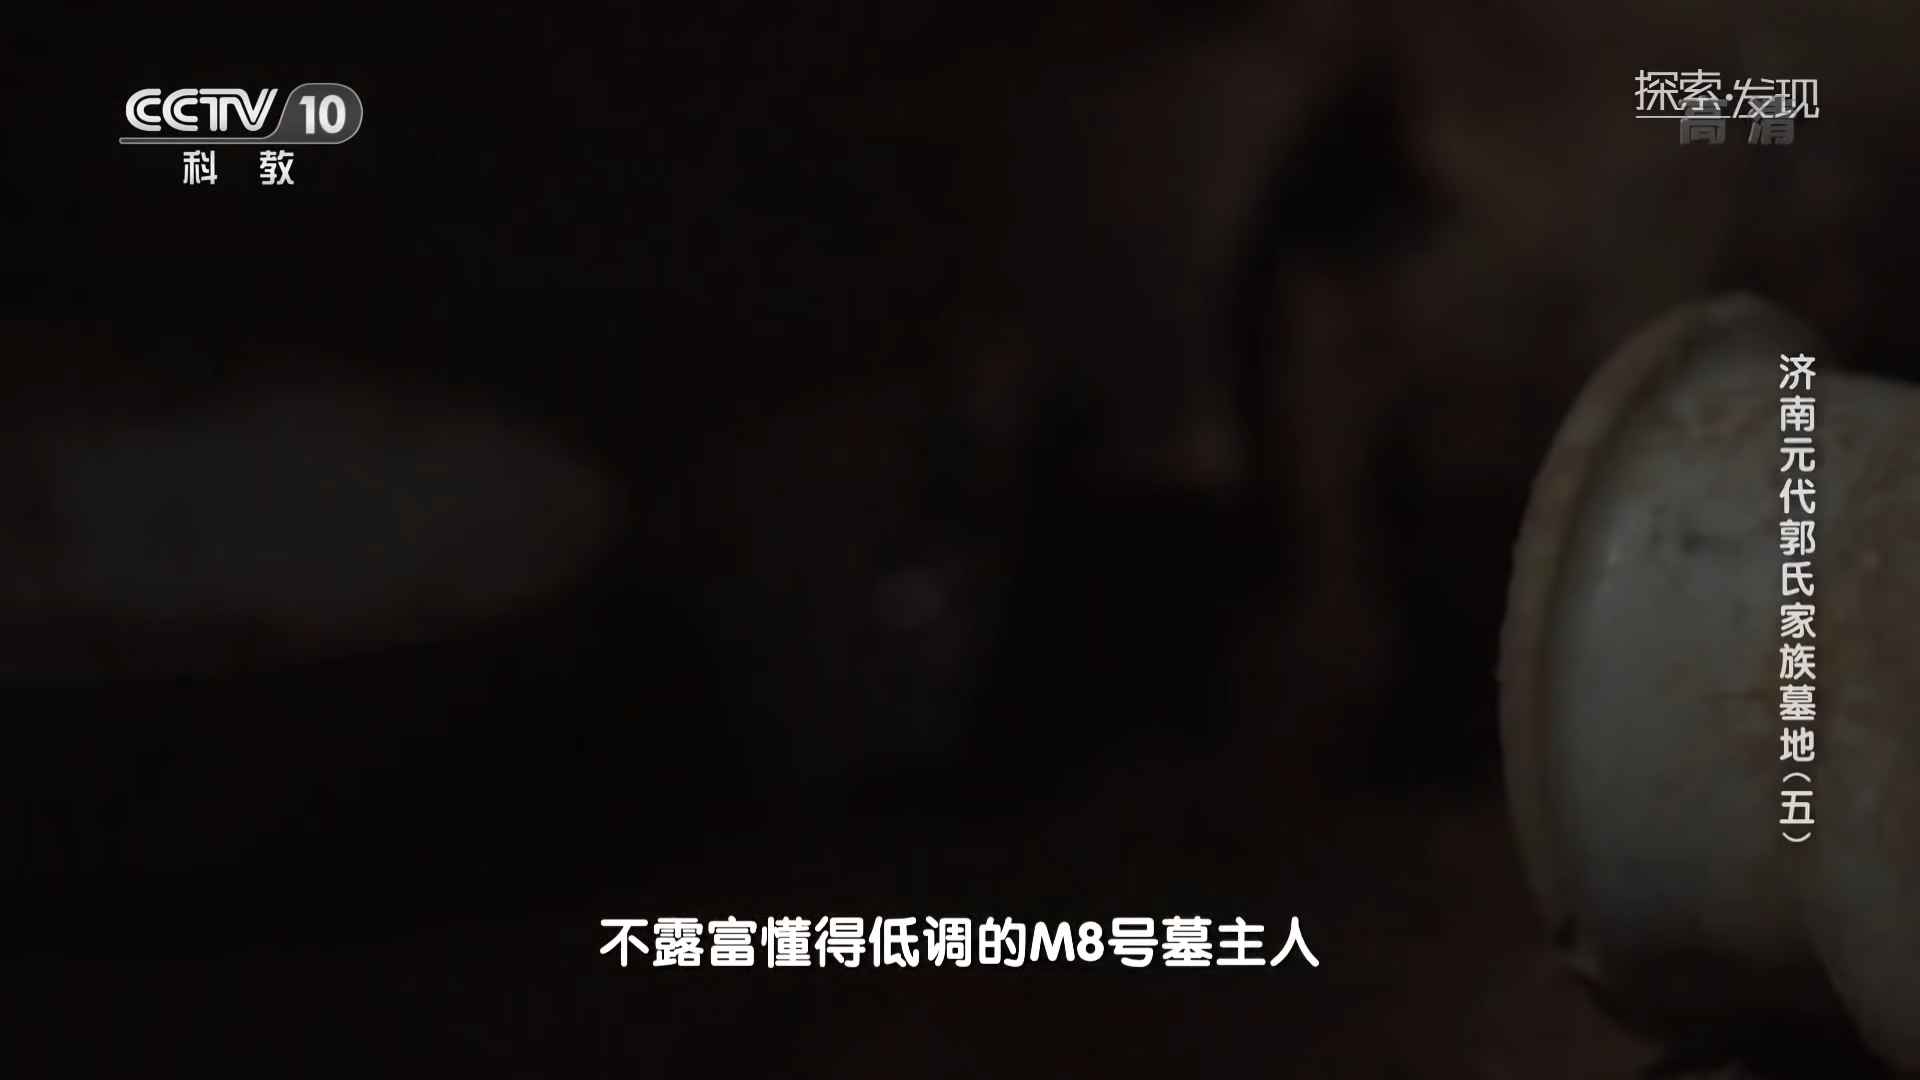 CCTV 10
科教
探索·发现
高清
济南元代郭氏家族墓地(五)
不露富懂得低调的M8号墓主人